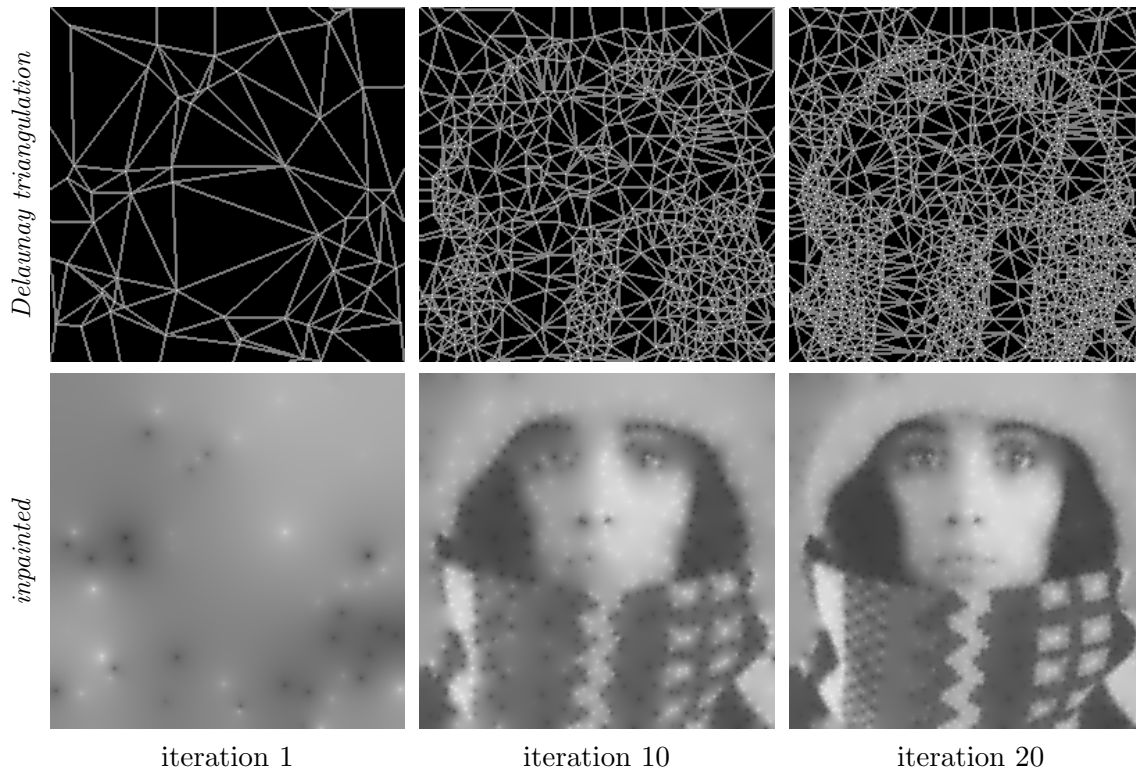 Delaunay triangulation
inpainted
iteration 1
iteration 10
iteration 20